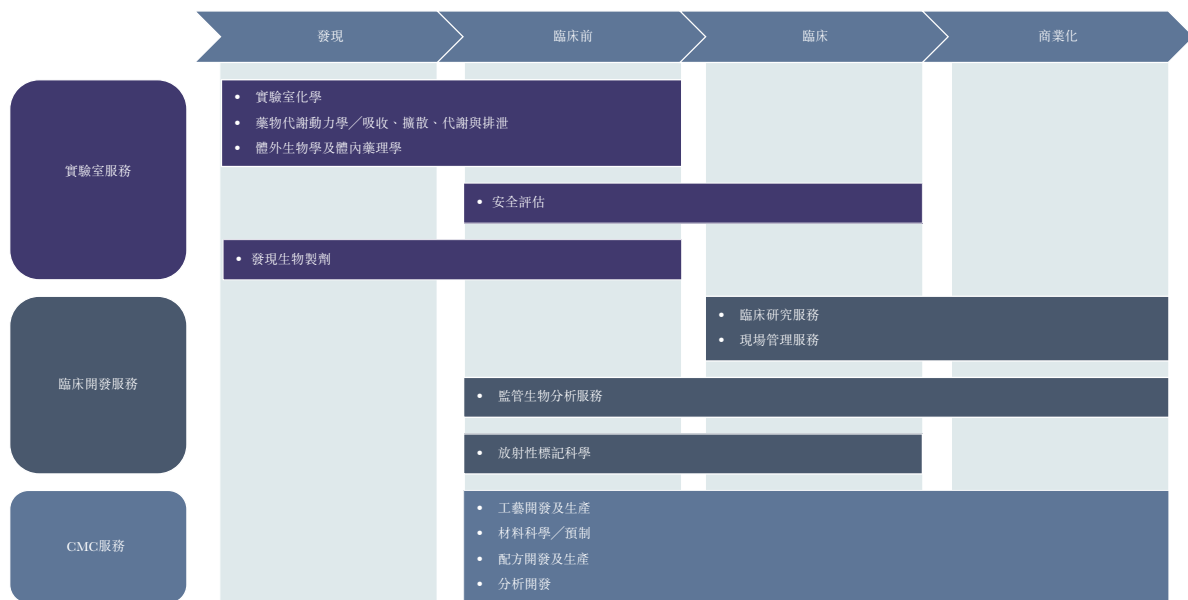 發現
臨床前
臨床
商業化
實驗室服務
• 實驗室化學
• 藥物代謝動力學／吸收、擴散、代謝與排泄
• 體外生物學及體內藥理學
• 安全評估
• 發現生物製劑
臨床開發服務
• 臨床研究服務
• 現場管理服務
• 監管生物分析服務
• 放射性標記科學
CMC服務
• 工藝開發及生產
• 材料科學／預制
• 配方開發及生產
• 分析開發